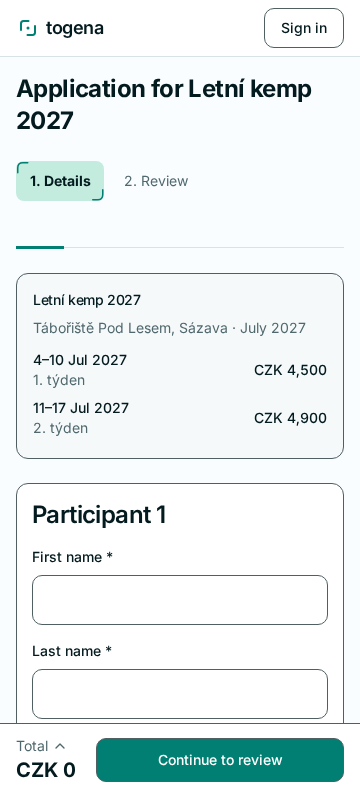 togena
Sign in
Application for Letní kemp
2027
1. Details
2. Review
Letní kemp 2027
Tábořiště Pod Lesem, Sázava · July 2027
4–10 Jul 2027
CZK 4,500
1. týden
11–17 Jul 2027
CZK 4,900
2. týden
Participant 1
First name *
Last name *
Total
CZK 0
Continue to review